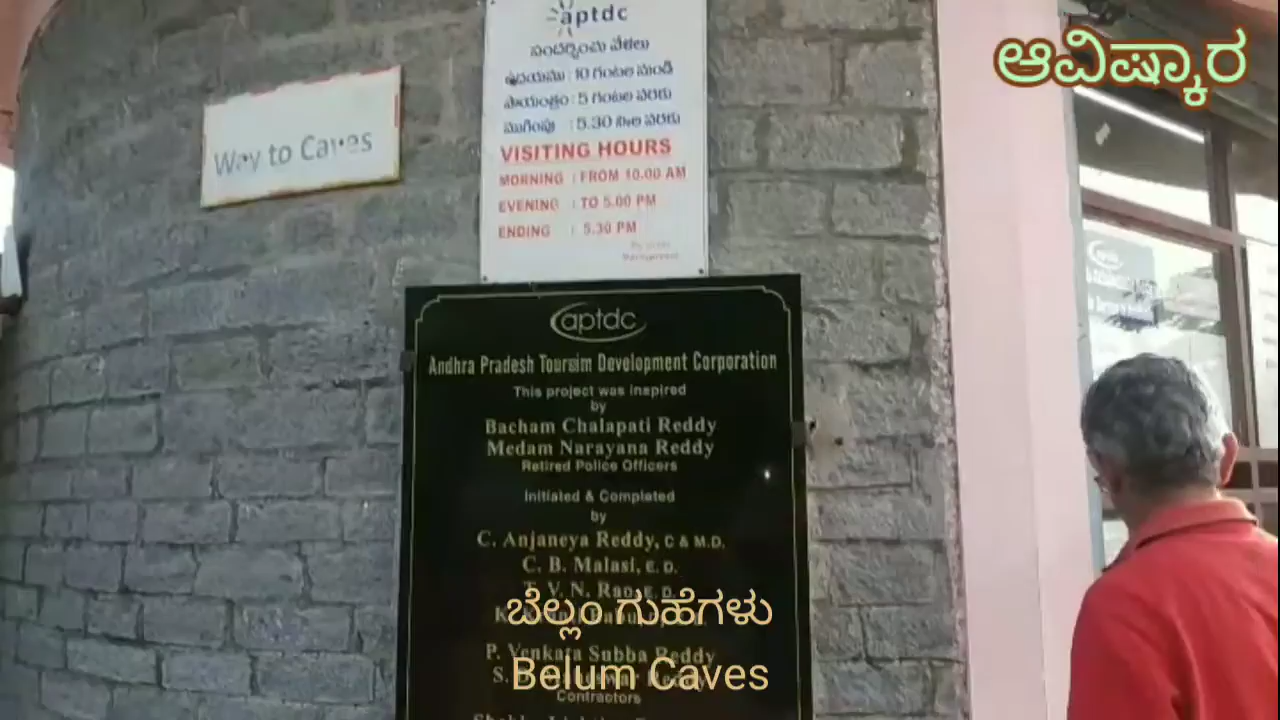 aptdc
సందర్శించు వేళలు
ఉదయము : 10 గంటల నుండి
సాయంత్రం : 5 గంటల వరకు
ముగింపు : 5.30 ని॥ల వరకు
VISITING HOURS
MORNING : FROM 10.00 AM
EVENING : TO 5.00 PM
ENDING : 5.30 PM
Way to Caves
ಆವಿಷ್ಕಾರ
aptdc
Andhra Pradesh Toursim Development Corporation
This project was inspired
by
Bacham Chalapati Reddy
Medam Narayana Reddy
Retired Police Officers
Initiated & Completed
by
C. Anjaneya Reddy, C & M.D.
C. B. Malasi, E. D.
T. V. N. Rao, E. D.
P. Venkata Subba Reddy
Contractors
ಬೆಲ್ಲಂ ಗುಹೆಗಳು
Belum Caves